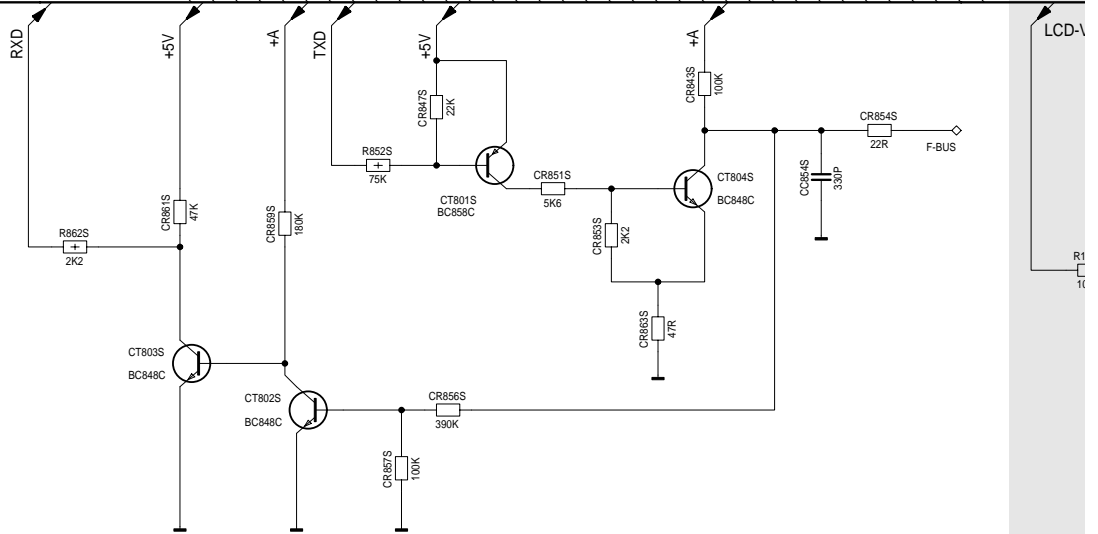 RXD
+5V
+A
TXD
+5V
+A
LCD-V
CR847S
22K
CR843S
100K
CR854S
22R
F-BUS
R852S
75K
CT801S
BC858C
CR851S
5K6
CT804S
BC848C
CC854S
330P
CR861S
47K
CR859S
180K
CR853S
2K2
R862S
2K2
CR863S
47R
R1
10
CT803S
BC848C
CT802S
BC848C
CR856S
390K
CR857S
100K